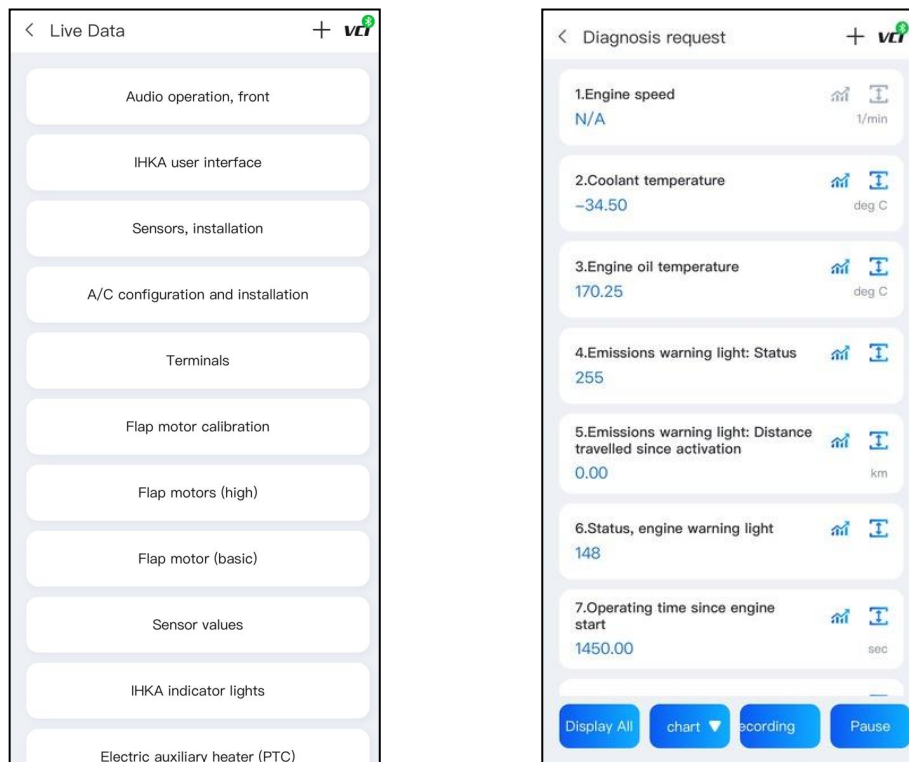 Live Data
VCI
Audio operation, front
IHKA user interface
Sensors, installation
A/C configuration and installation
Terminals
Flap motor calibration
Flap motors (high)
Flap motor (basic)
Sensor values
IHKA indicator lights
Electric auxiliary heater (PTC)
Diagnosis request
VCI
1.Engine speed
N/A
1/min
2.Coolant temperature
-34.50
deg C
3.Engine oil temperature
170.25
deg C
4.Emissions warning light: Status
255
5.Emissions warning light: Distance
travelled since activation
0.00
km
6.Status, engine warning light
148
7.Operating time since engine
start
1450.00
sec
Display All
chart ▼
ecording
Pause